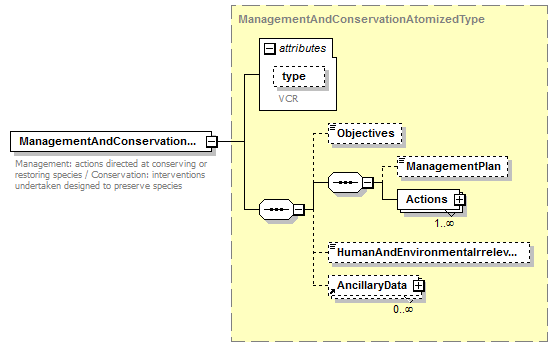 ManagementAndConservationAtomizedType
attributes
type
VCR
ManagementAndConservation...
Management: actions directed at conserving or
restoring species / Conservation: interventions
undertaken designed to preserve species
Objectives
ManagementPlan
Actions
1..∞
HumanAndEnvironmentalrrelev...
AncillaryData
0..∞